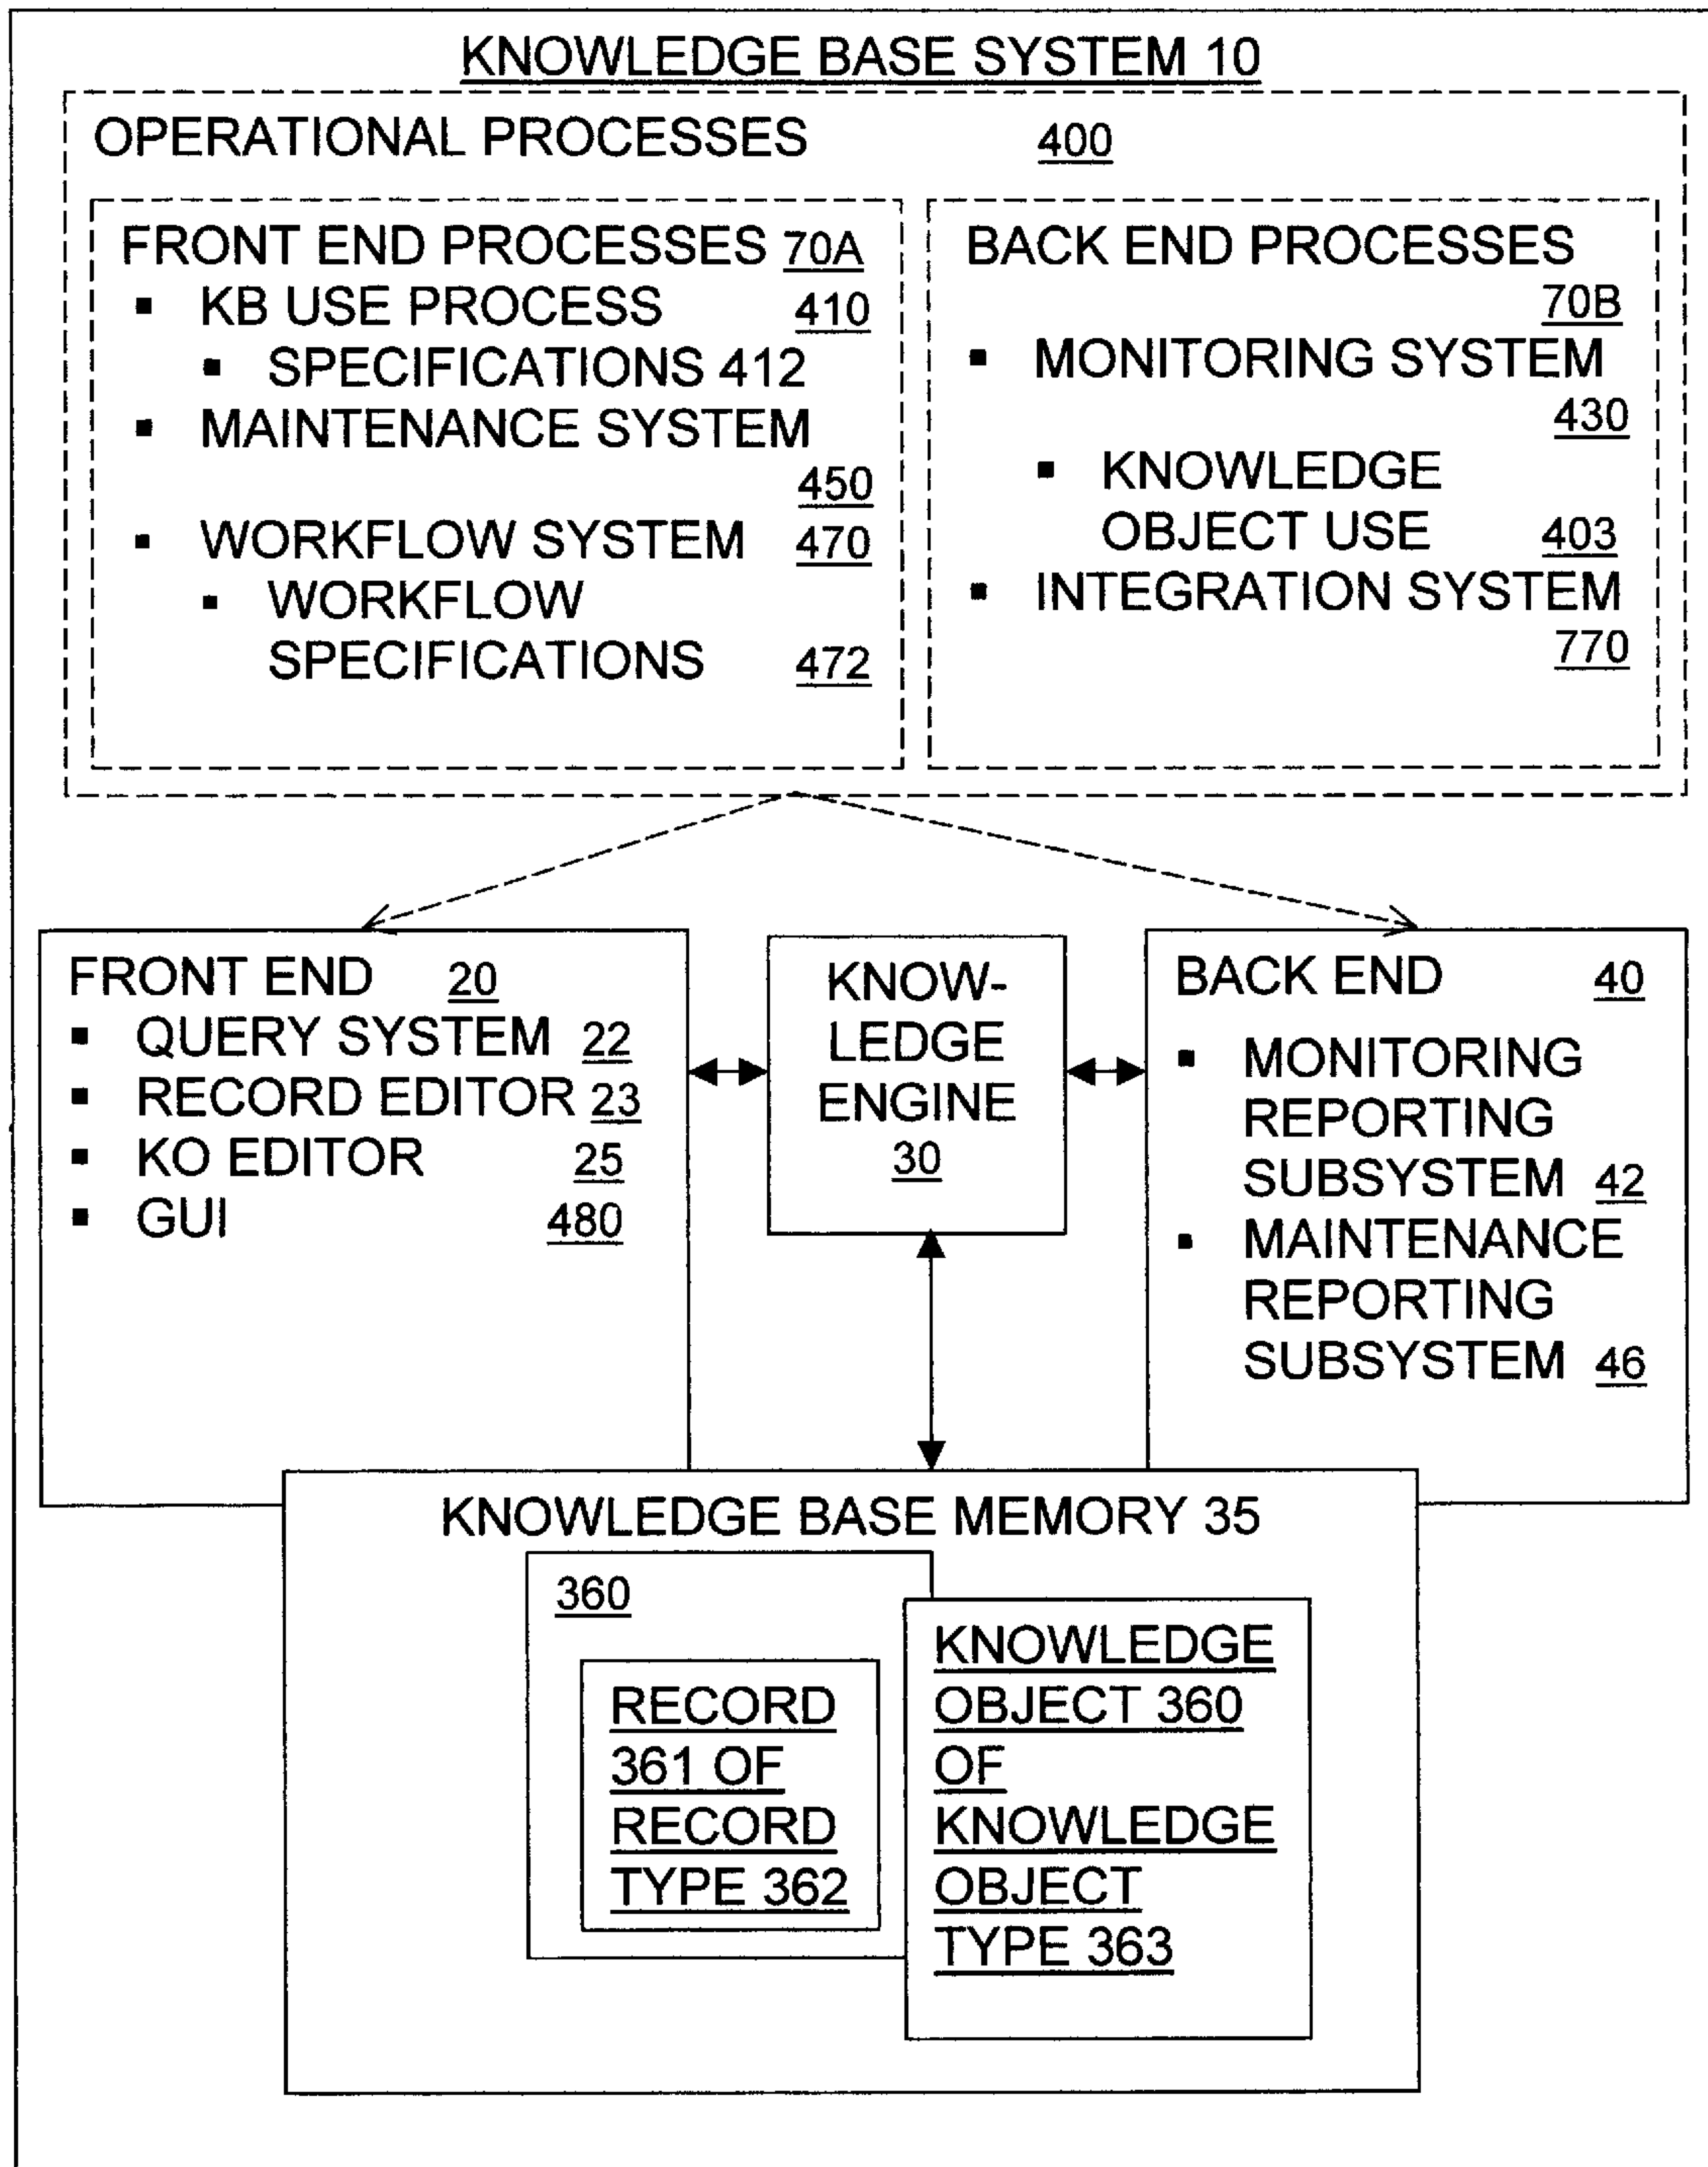 KNOWLEDGE BASE SYSTEM 10
OPERATIONAL PROCESSES 400
FRONT END PROCESSES 70A
▪ KB USE PROCESS 410
▪ SPECIFICATIONS 412
▪ MAINTENANCE SYSTEM
450
▪ WORKFLOW SYSTEM 470
▪ WORKFLOW
SPECIFICATIONS 472
BACK END PROCESSES
70B
▪ MONITORING SYSTEM
430
▪ KNOWLEDGE
OBJECT USE 403
▪ INTEGRATION SYSTEM
770
FRONT END 20
▪ QUERY SYSTEM 22
▪ RECORD EDITOR 23
▪ KO EDITOR 25
▪ GUI 480
KNOW-
LEDGE
ENGINE
30
BACK END 40
▪ MONITORING
REPORTING
SUBSYSTEM 42
▪ MAINTENANCE
REPORTING
SUBSYSTEM 46
KNOWLEDGE BASE MEMORY 35
360
RECORD
361 OF
RECORD
TYPE 362
KNOWLEDGE
OBJECT 360
OF
KNOWLEDGE
OBJECT
TYPE 363